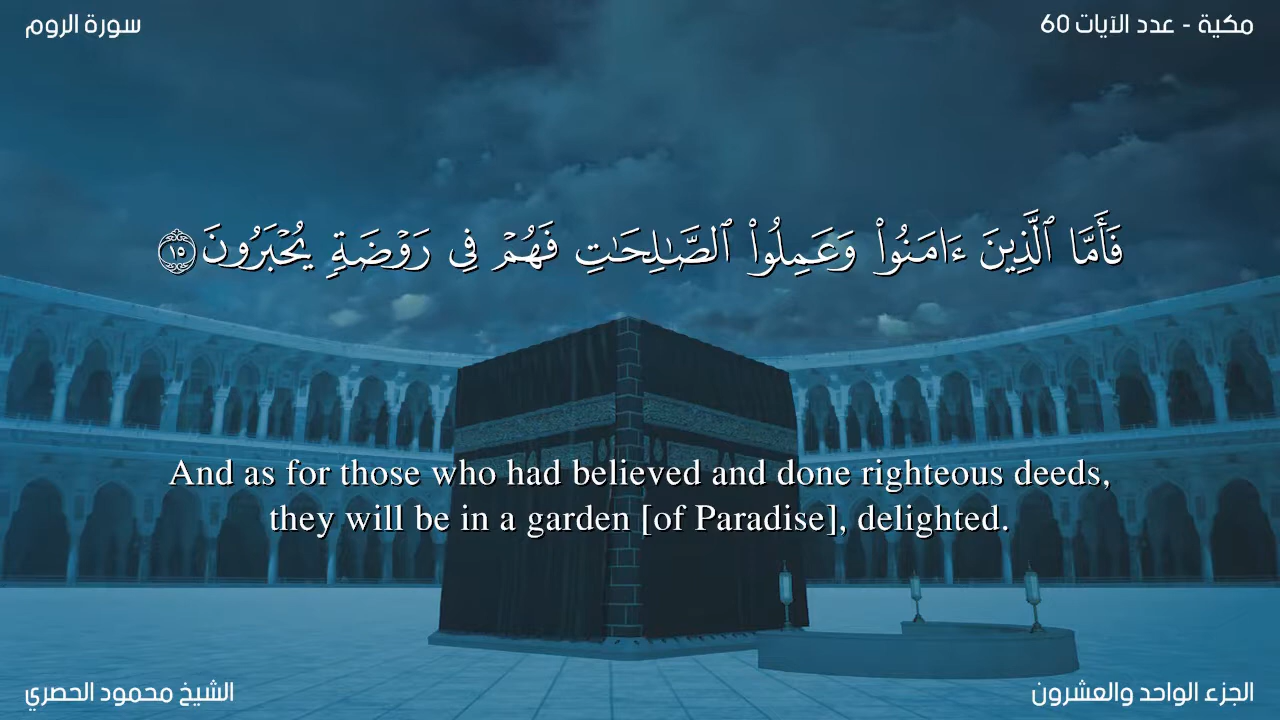 سورة الروم
مكية - عدد الآيات 60
فَأَمَّا ٱلَّذِينَ ءَامَنُوا۟ وَعَمِلُوا۟ ٱلصَّـٰلِحَـٰتِ فَهُمْ فِى رَوْضَةٍ يُحْبَرُونَ ١٥
And as for those who had believed and done righteous deeds,
they will be in a garden [of Paradise], delighted.
الشيخ محمود الحصري
الجزء الواحد والعشرون